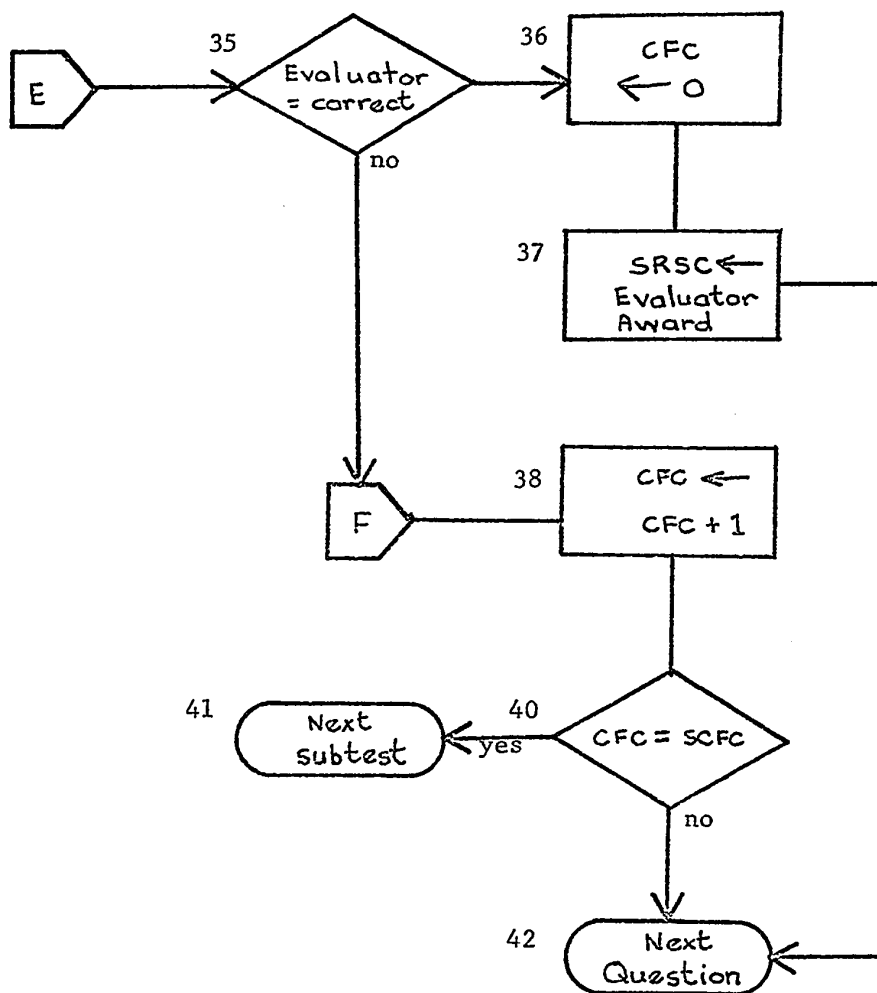 35
36
E
Evaluator
= correct
CFC
← O
no
37
SRSC ←
Evaluator
Award
38
F
CFC ←
CFC + 1
41
Next
subtest
40
yes
CFC = SCFC
no
42
Next
Question